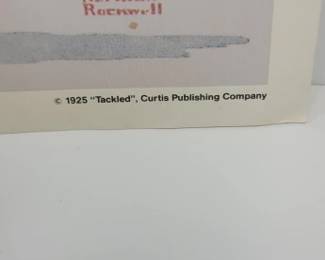 Rockwell
© 1925 "Tackled", Curtis Publishing Company